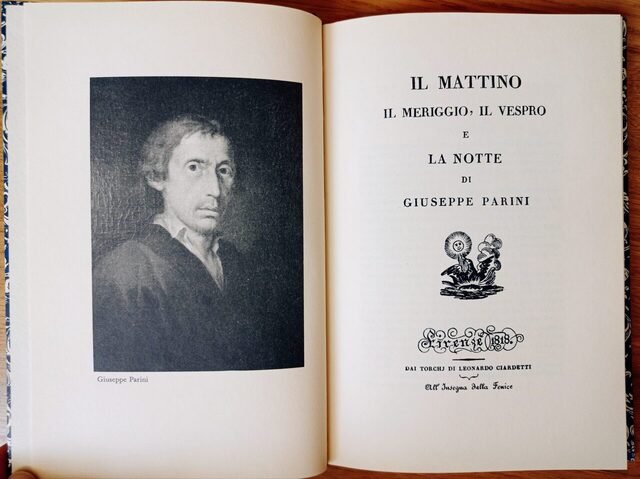 Giuseppe Parini
IL MATTINO
IL MERIGGIO, IL VESPRO
E
LA NOTTE
DI
GIUSEPPE PARINI
Firenze 1818.
DAI TORCHJ DI LEONARDO CIARDETTI
All' Insegna della Fenice